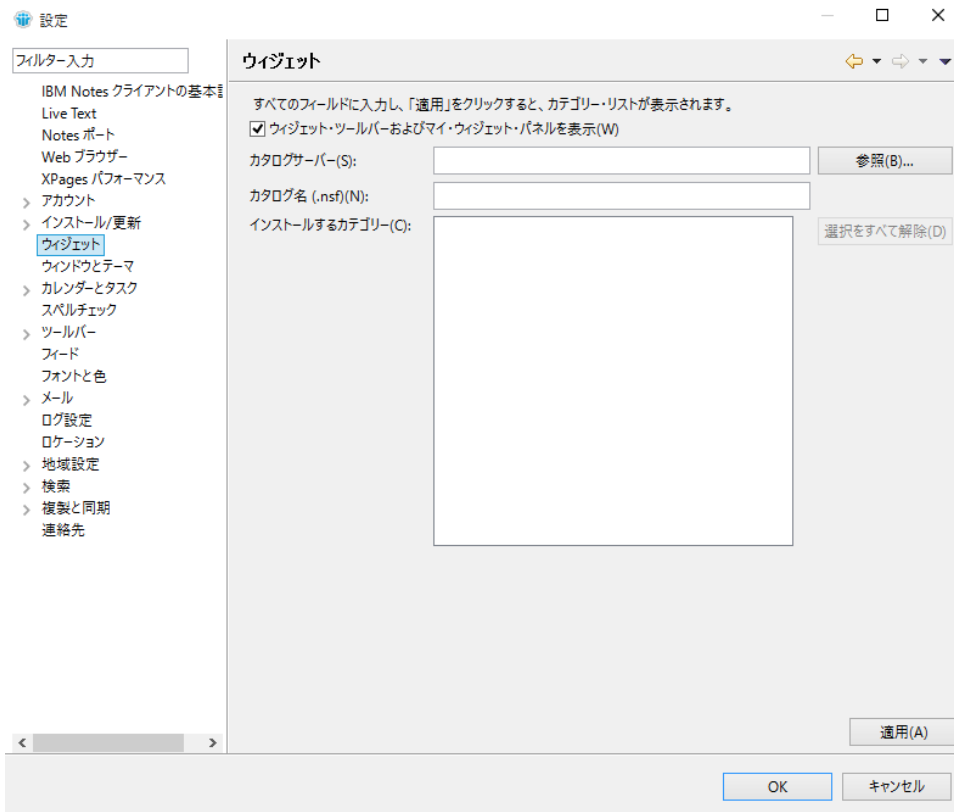 設定
フィルター入力
IBM Notes クライアントの基本
Live Text
Notes ポート
Web ブラウザー
XPages パフォーマンス
アカウント
インストール/更新
ウィジェット
ウィンドウとテーマ
カレンダーとタスク
スペルチェック
ツールバー
フィード
フォントと色
メール
ログ設定
ロケーション
地域設定
検索
複製と同期
連絡先
ウィジェット
すべてのフィールドに入力し、「適用」をクリックすると、カテゴリー・リストが表示されます。
ウィジェット・ツールバーおよびマイ・ウィジェット・パネルを表示(W)
カタログサーバー(S):
参照(B)...
カタログ名 (.nsf)(N):
インストールするカテゴリー(C):
選択をすべて解除(D)
適用(A)
OK
キャンセル